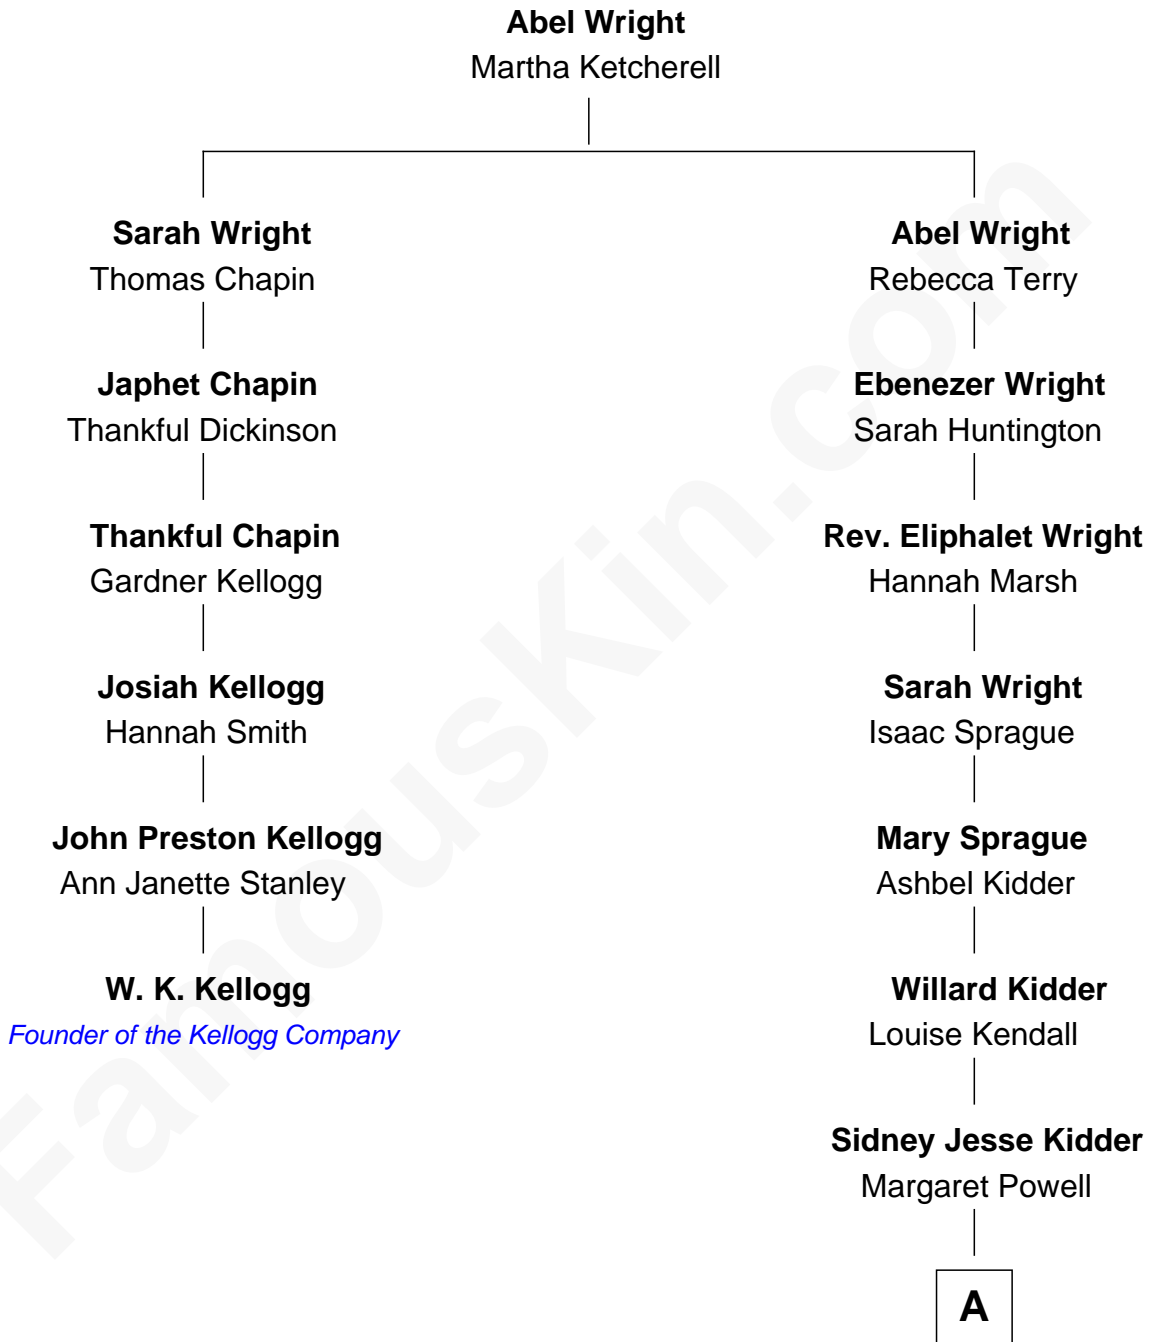 Abel Wright
Martha Ketcherell
Sarah Wright
Thomas Chapin
Japhet Chapin
Thankful Dickinson
Thankful Chapin
Gardner Kellogg
Josiah Kellogg
Hannah Smith
John Preston Kellogg
Ann Janette Stanley
W. K. Kellogg
Founder of the Kellogg Company
Abel Wright
Rebecca Terry
Ebenezer Wright
Sarah Huntington
Rev. Eliphalet Wright
Hannah Marsh
Sarah Wright
Isaac Sprague
Mary Sprague
Ashbel Kidder
Willard Kidder
Louise Kendall
Sidney Jesse Kidder
Margaret Powell
A
FamousKin.com